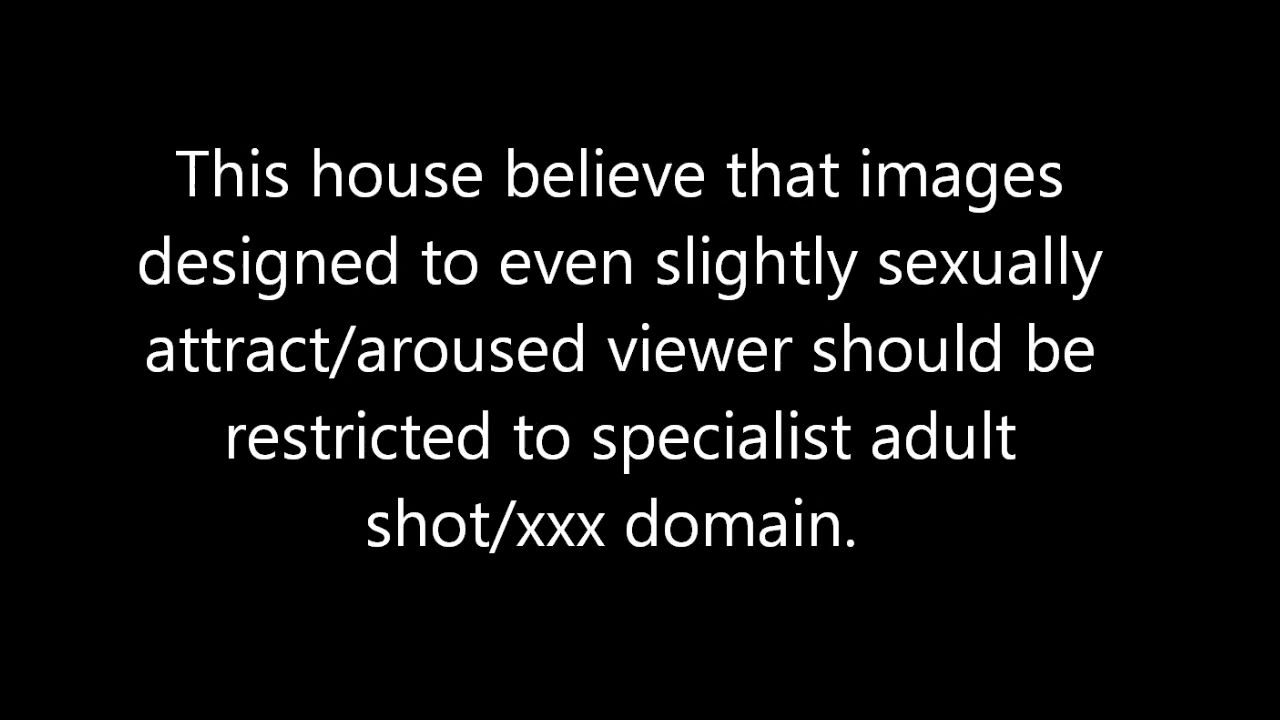 This house believe that images
designed to even slightly sexually
attract/aroused viewer should be
restricted to specialist adult
shot/xxx domain.